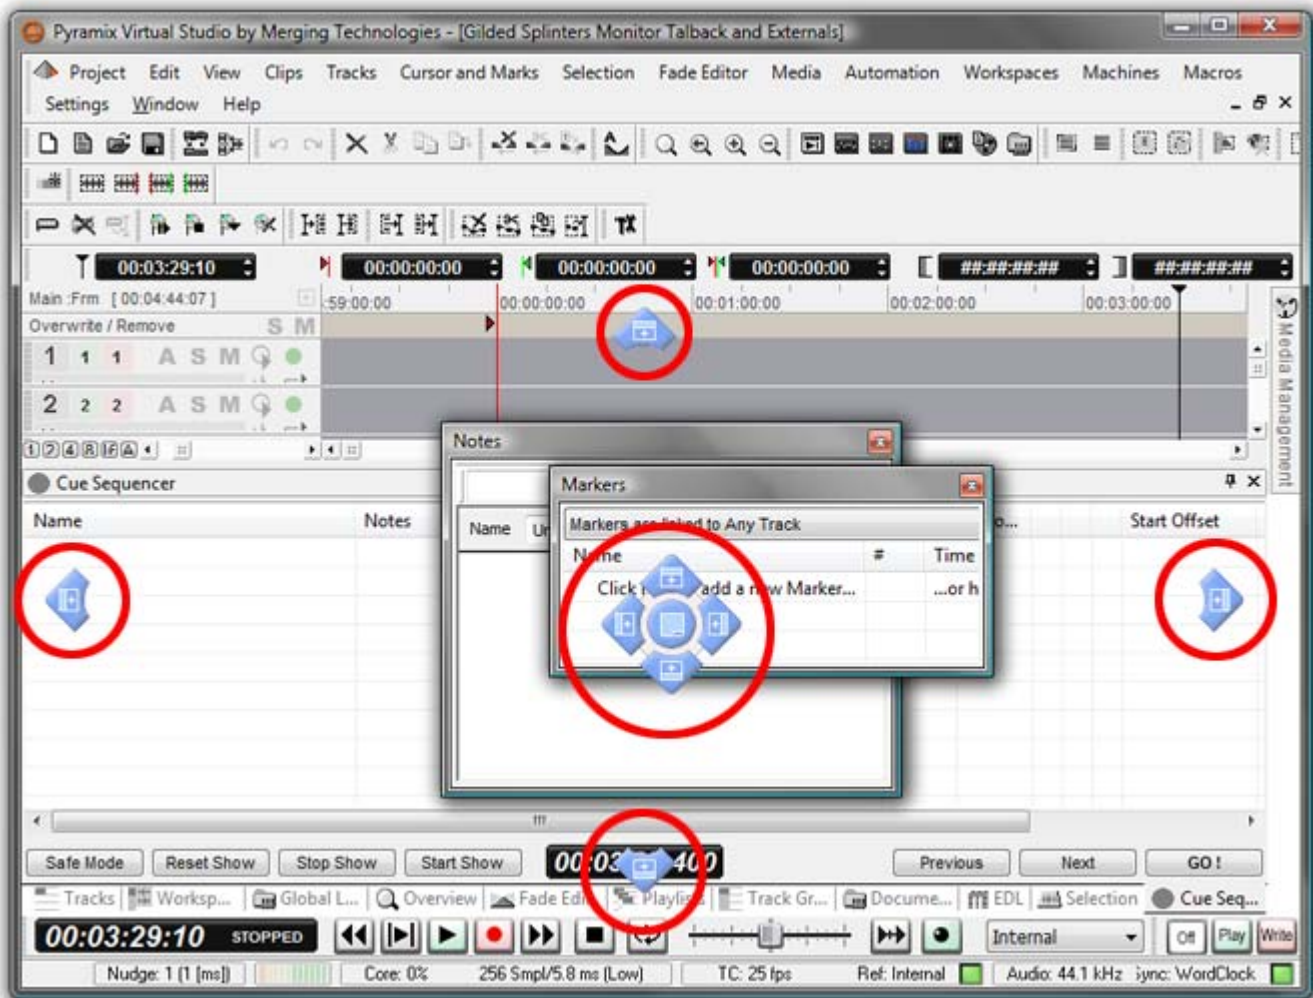 Pyramix Virtual Studio by Merging Technologies - [Gilded Splinters Monitor Talback and Externals]
Project Edit View Clips Tracks Cursor and Marks Selection Fade Editor Media Automation Workspaces Machines Macros
Settings Window Help
00:03:29:10 00:00:00:00 00:00:00:00 00:00:00:00 ##:##:##:## ##:##:##:##
Main :Frm [ 00:04:44:07 ] :59:00:00 00:00:00:00 00:01:00:00 00:02:00:00 00:03:00:00
Overwrite / Remove S M
1 1 1 A S M
2 2 2 A S M
Media Management
Notes
Cue Sequencer
Markers
Name Notes
Name
Markers are linked to Any Track
Start Offset
# Time
Click add a new Marker... ...or h
Safe Mode Reset Show Stop Show Start Show 00:03 400 Previous Next GO !
Tracks Worksp... Global L... Overview Fade Edi Playlists Track Gr... Docume... EDL Selection Cue Seq...
00:03:29:10 STOPPED Internal Off Play Write
Nudge: 1 (1 [ms]) Core: 0% 256 Smpl/5.8 ms (Low) TC: 25 fps Ref: Internal Audio: 44.1 kHz Sync: WordClock